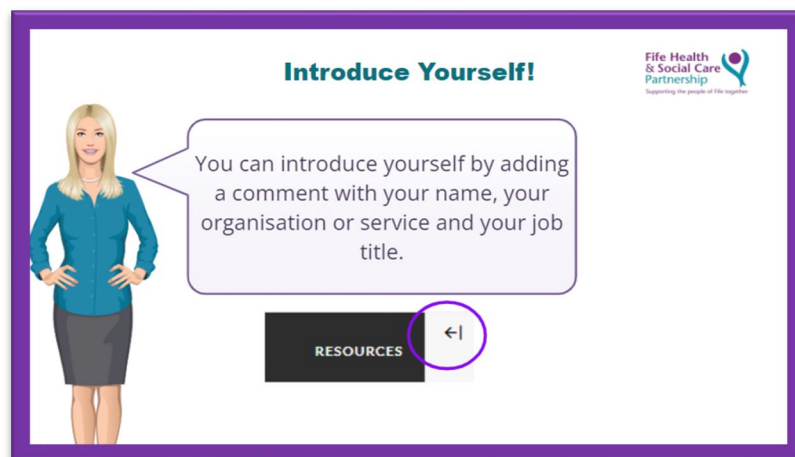 Introduce Yourself!
Fife Health
& Social Care
Partnership
Supporting the people of Fife together
You can introduce yourself by adding
a comment with your name, your
organisation or service and your job
title.
RESOURCES